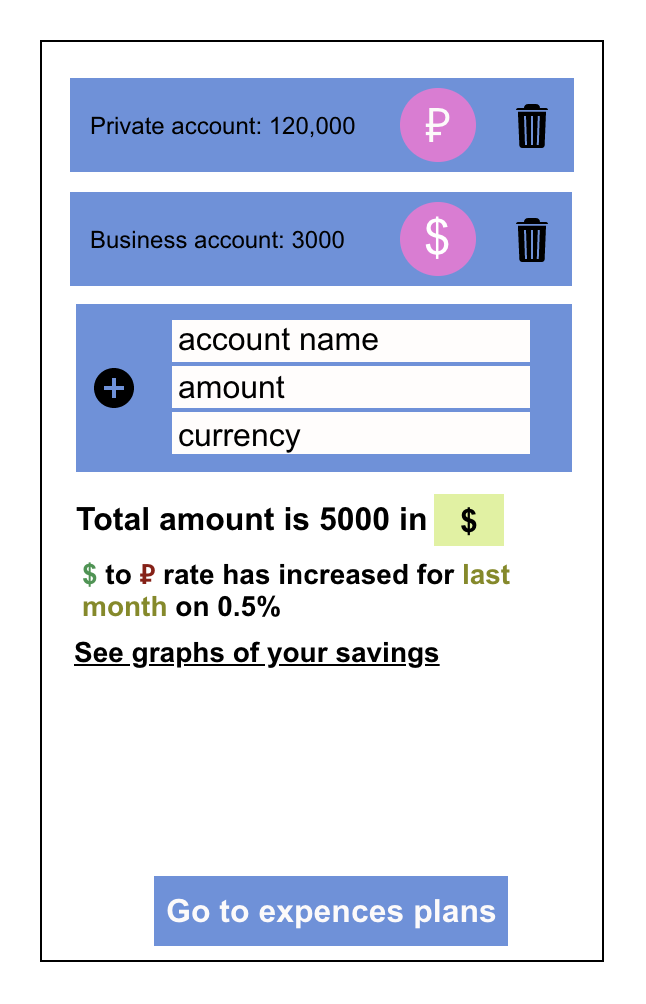 Private account: 120,000 ₽
Business account: 3000 $
account name
amount
currency
Total amount is 5000 in $
$ to ₽ rate has increased for last
month on 0.5%
See graphs of your savings
Go to expences plans